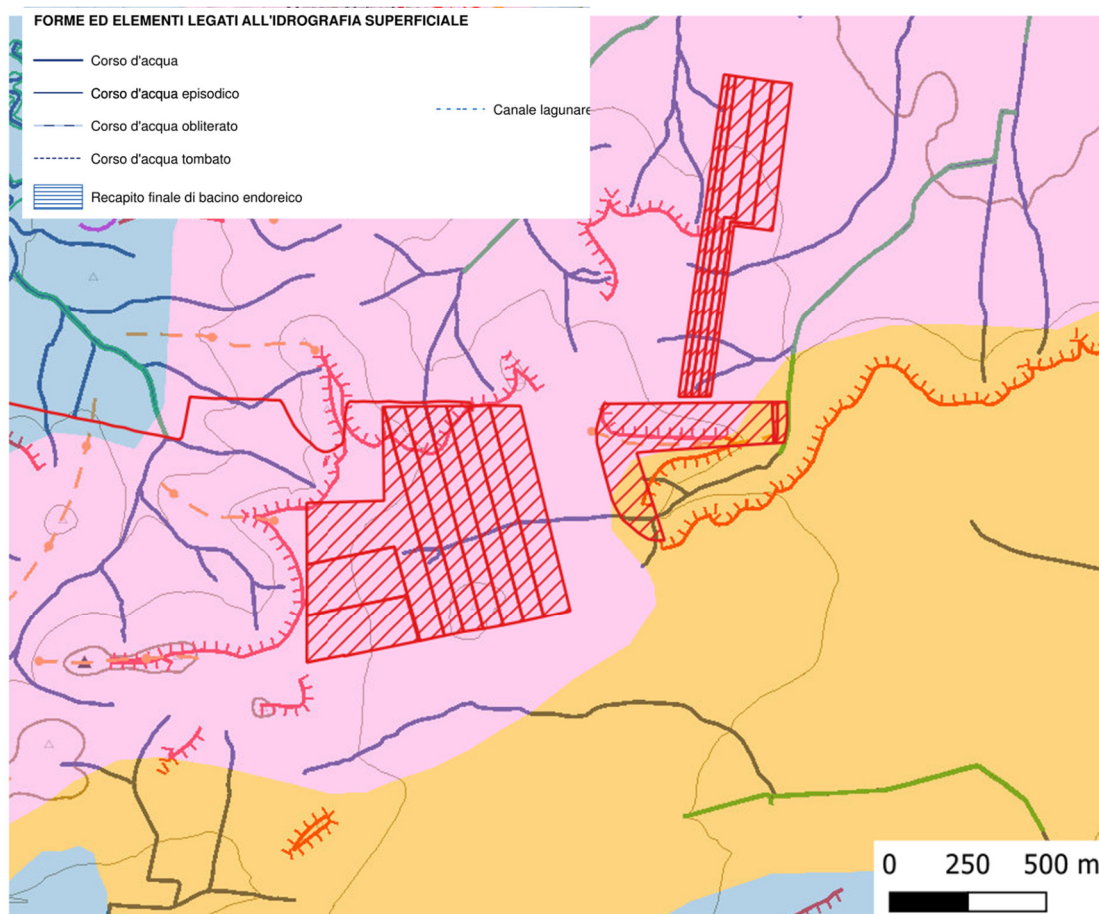 FORME ED ELEMENTI LEGATI ALL'IDROGRAFIA SUPERFICIALE
Corso d'acqua
Corso d'acqua episodico
Canale lagunare
Corso d'acqua obliterato
Corso d'acqua tombato
Recapito finale di bacino endoreico
0 250 500 m